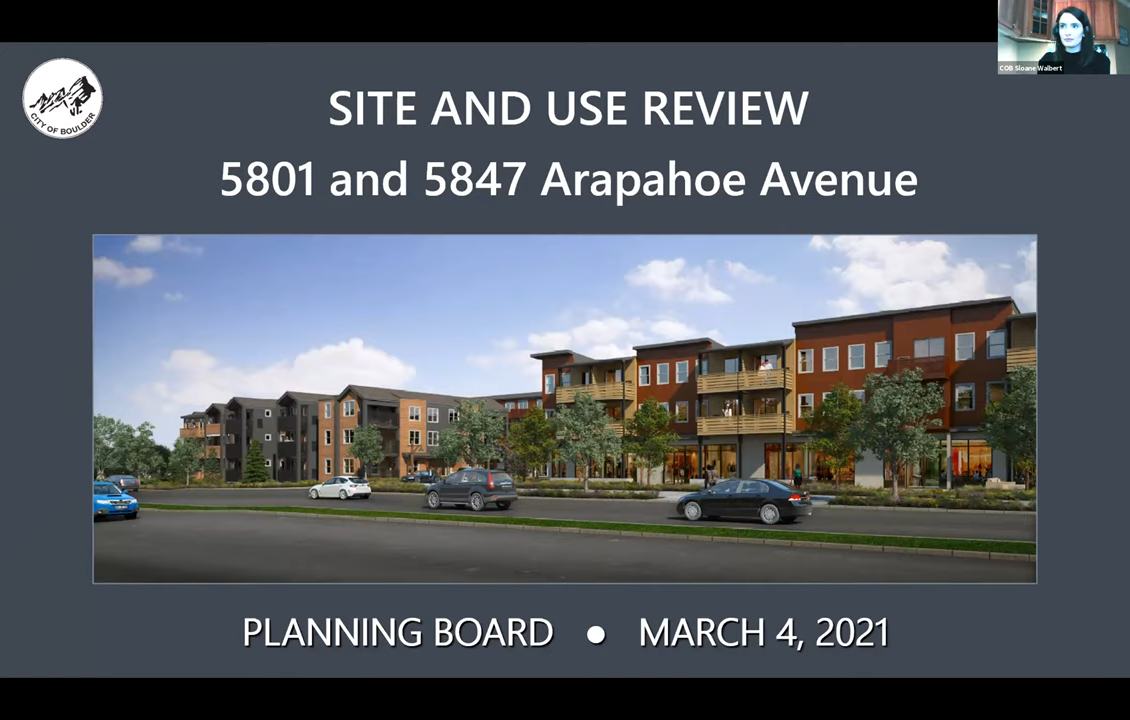 COB Sloane Walbert
CITY OF BOULDER
SITE AND USE REVIEW
5801 and 5847 Arapahoe Avenue
PLANNING BOARD ● MARCH 4, 2021